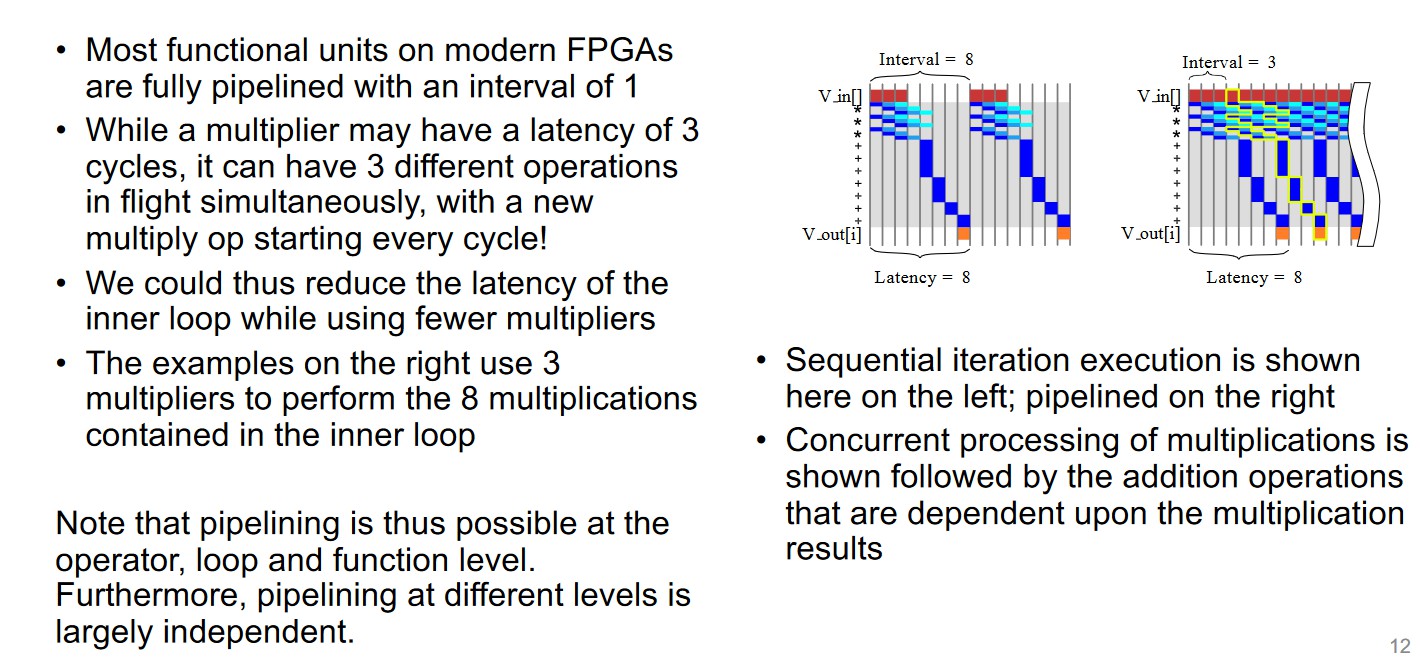 • Most functional units on modern FPGAs
are fully pipelined with an interval of 1
• While a multiplier may have a latency of 3
cycles, it can have 3 different operations
in flight simultaneously, with a new
multiply op starting every cycle!
• We could thus reduce the latency of the
inner loop while using fewer multipliers
• The examples on the right use 3
multipliers to perform the 8 multiplications
contained in the inner loop
Note that pipelining is thus possible at the
operator, loop and function level.
Furthermore, pipelining at different levels is
largely independent.
Interval = 8
V_in[]
*
*
*
+
+
+
+
+
+
+
V_out[i]
Latency = 8
Interval = 3
V_in[]
*
*
*
+
+
+
+
+
+
+
V_out[i]
Latency = 8
• Sequential iteration execution is shown
here on the left; pipelined on the right
• Concurrent processing of multiplications is
shown followed by the addition operations
that are dependent upon the multiplication
results
12